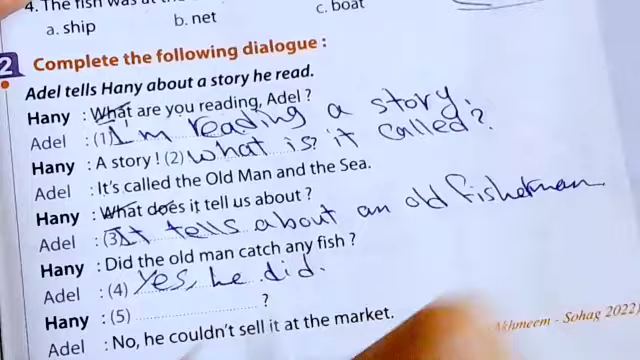 4. The fish was at the
a. ship b. net c. boat
2 Complete the following dialogue :
Adel tells Hany about a story he read.
Hany : What are you reading, Adel ?
Adel : (1) I'm reading a story.
Hany : A story ! (2) What is it called?
Adel : It's called the Old Man and the Sea.
Hany : What does it tell us about ?
Adel : (3) It tells about an old fisherman
Hany : Did the old man catch any fish ?
Adel : (4) Yes, he did.
Hany : (5) ?
Adel : No, he couldn't sell it at the market.
Akhmeem - Sohag 2022)